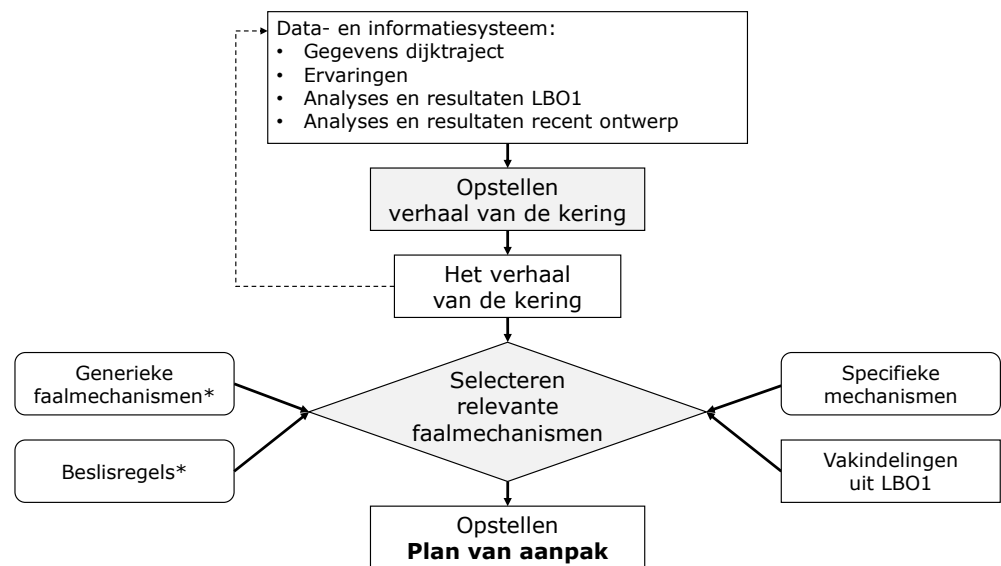 Data- en informatiesysteem:
• Gegevens dijktraject
• Ervaringen
• Analyses en resultaten LBO1
• Analyses en resultaten recent ontwerp
Opstellen
verhaal van de kering
Het verhaal
van de kering
Generieke
faalmechanismen*
Beslisregels*
Selecteren
relevante
faalmechanismen
Specifieke
mechanismen
Vakindelingen
uit LBO1
Opstellen
Plan van aanpak